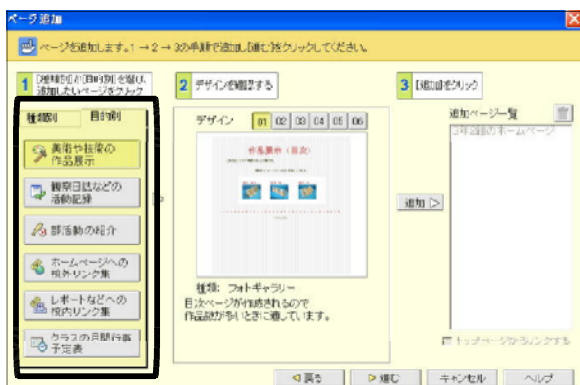 ページ追加
ページを追加します。1 → 2 → 3の手順で追加し[進む]をクリックしてください。
1 [種類別]か[目的別]を選び、
追加したいページをクリック
2 デザインを確認する
3 [追加]をクリック
種類別 目的別
美術や技術の
作品展示
観察日誌などの
活動記録
部活動の紹介
ホームページへの
校外リンク集
レポートなどへの
校内リンク集
クラスの月間行事
予定表
デザイン 01 02 03 04 05 06
作品展示(目次)
種類: フォトギャラリー
目次ページが作成されるので
作品数が多いときに適しています。
追加 ▷
追加ページ一覧
3年2組のホームページ
トップページからリンクする
◁ 戻る ▷ 進む キャンセル ヘルプ